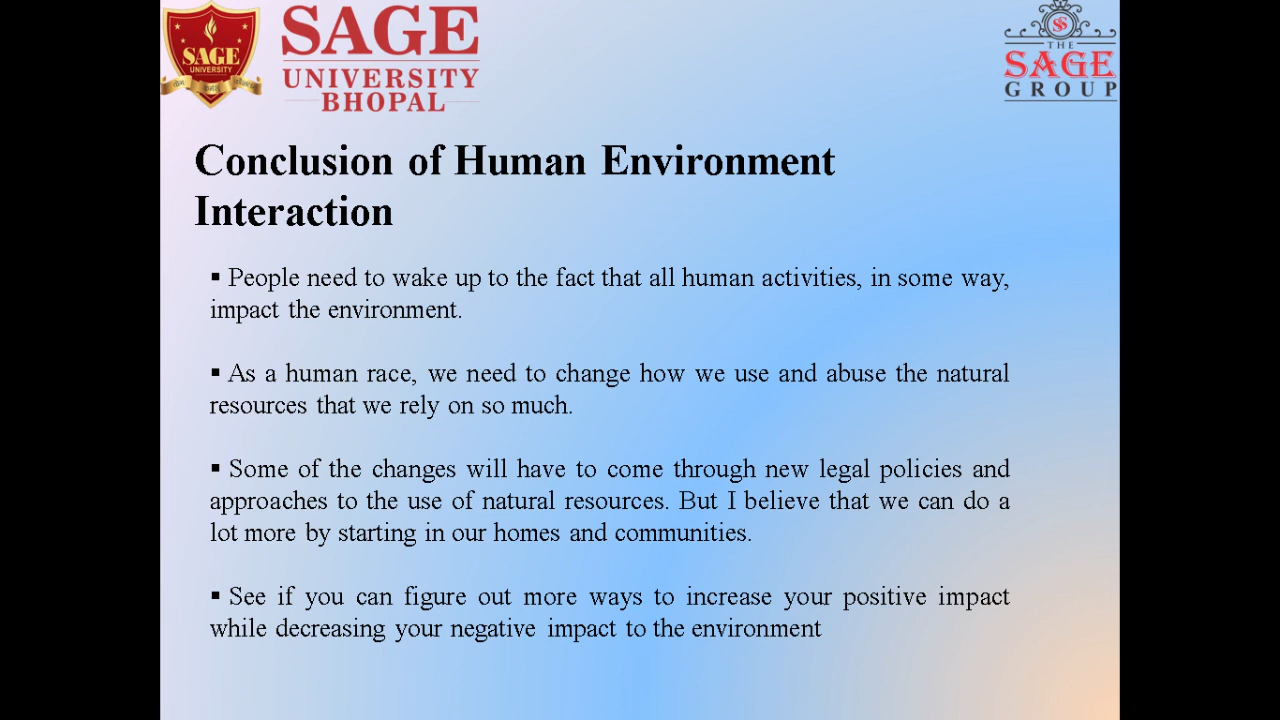 SAGE
UNIVERSITY
SAGE
UNIVERSITY
BHOPAL
THE
SAGE
GROUP
Conclusion of Human Environment
Interaction
▪ People need to wake up to the fact that all human activities, in some way,
impact the environment.
▪ As a human race, we need to change how we use and abuse the natural
resources that we rely on so much.
▪ Some of the changes will have to come through new legal policies and
approaches to the use of natural resources. But I believe that we can do a
lot more by starting in our homes and communities.
▪ See if you can figure out more ways to increase your positive impact
while decreasing your negative impact to the environment